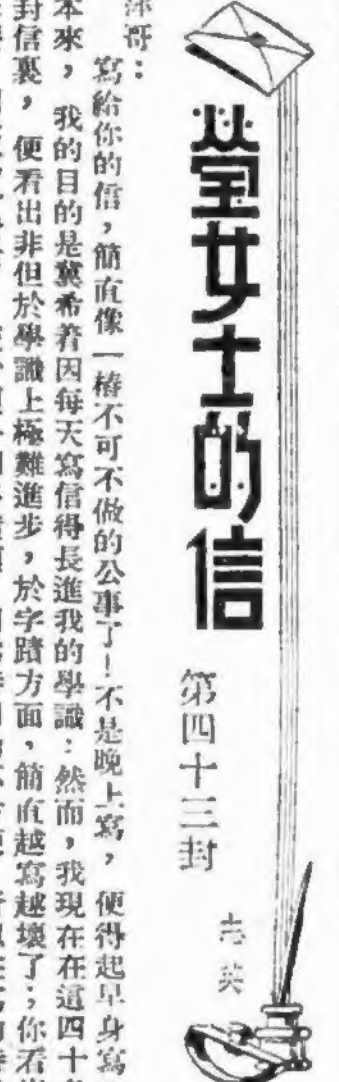 瑩女士的信
第四十三封
志英
萍哥：
寫給你的信，簡直像一樁不可不做的公事了！不是晚上寫，便得起早身寫
本來，我的目的是冀希着因每天寫信得長進我的學識；然而，我現在在這四十
封信裏，便看出非但於學識上極難進步，於字蹟方面，簡直越寫越壞了；你看